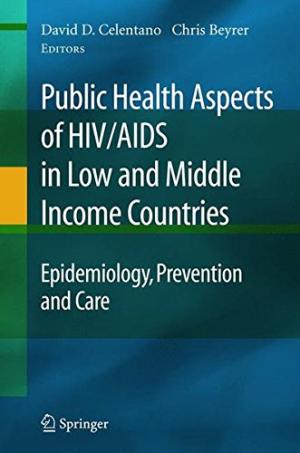 David D. Celentano Chris Beyrer
Editors
Public Health Aspects
of HIV/AIDS
in Low and Middle
Income Countries
Epidemiology, Prevention
and Care
Springer